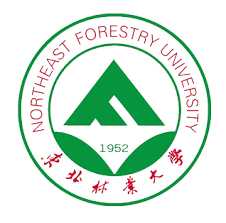 NORTHEAST FORESTRY UNIVERSITY
1952
东北林业大学